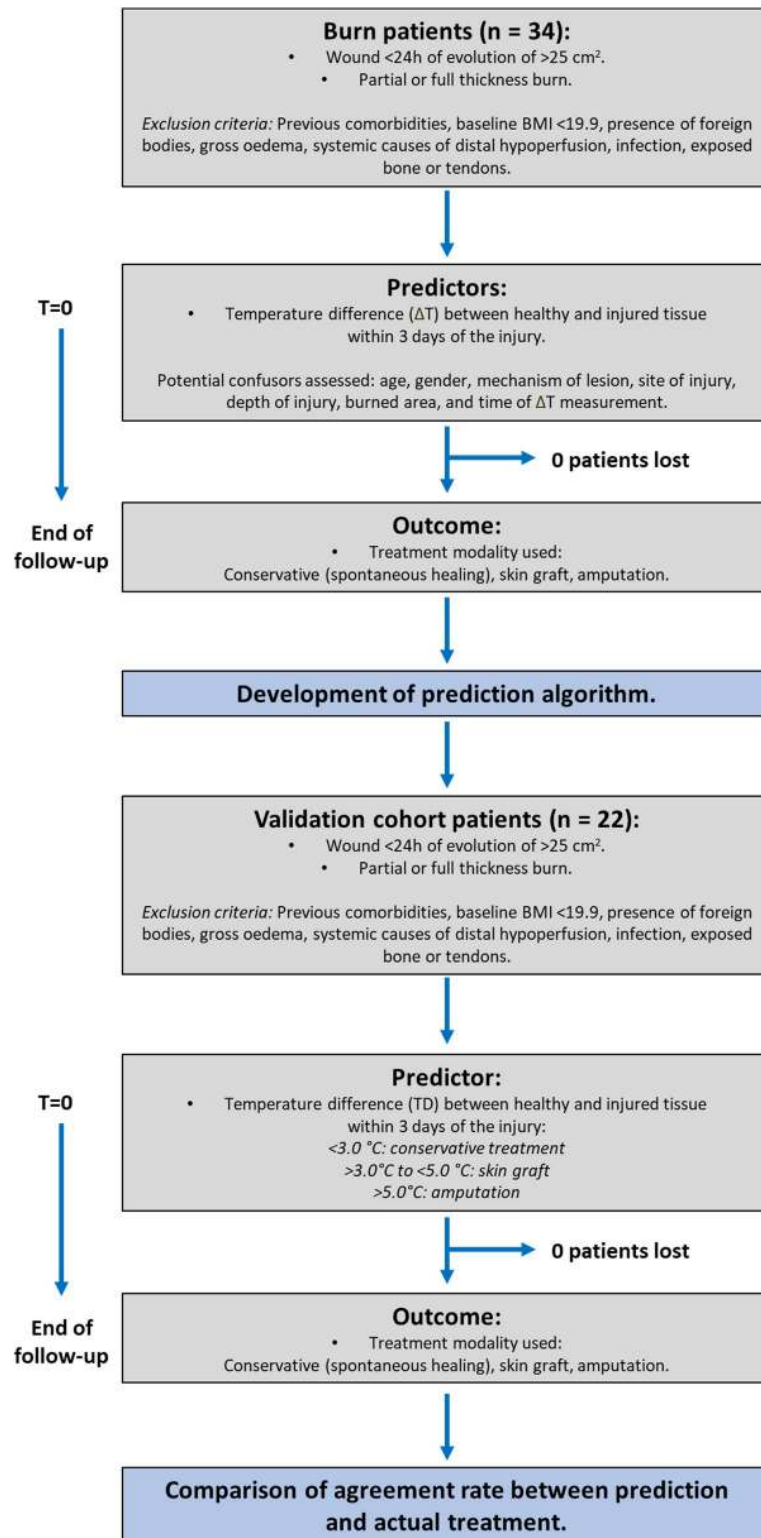 Burn patients (n = 34):
• Wound <24h of evolution of >25 cm².
• Partial or full thickness burn.
Exclusion criteria: Previous comorbidities, baseline BMI <19.9, presence of foreign
bodies, gross oedema, systemic causes of distal hypoperfusion, infection, exposed
bone or tendons.
T=0
Predictors:
• Temperature difference (ΔT) between healthy and injured tissue
within 3 days of the injury.
Potential confusors assessed: age, gender, mechanism of lesion, site of injury,
depth of injury, burned area, and time of ΔT measurement.
0 patients lost
End of
follow-up
Outcome:
• Treatment modality used:
Conservative (spontaneous healing), skin graft, amputation.
Development of prediction algorithm.
Validation cohort patients (n = 22):
• Wound <24h of evolution of >25 cm².
• Partial or full thickness burn.
Exclusion criteria: Previous comorbidities, baseline BMI <19.9, presence of foreign
bodies, gross oedema, systemic causes of distal hypoperfusion, infection, exposed
bone or tendons.
T=0
Predictor:
• Temperature difference (TD) between healthy and injured tissue
within 3 days of the injury:
<3.0 °C: conservative treatment
>3.0°C to <5.0 °C: skin graft
>5.0°C: amputation
0 patients lost
End of
follow-up
Outcome:
• Treatment modality used:
Conservative (spontaneous healing), skin graft, amputation.
Comparison of agreement rate between prediction
and actual treatment.